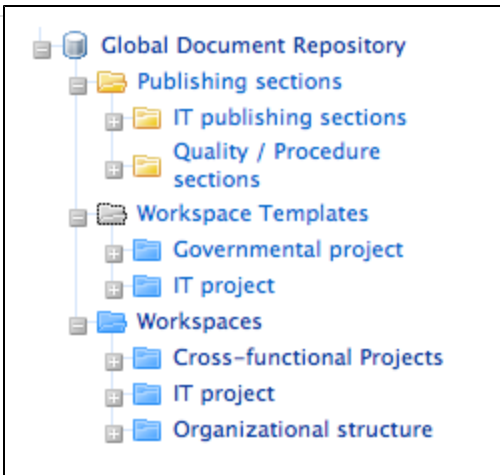 Global Document Repository
Publishing sections
IT publishing sections
Quality / Procedure
sections
Workspace Templates
Governmental project
IT project
Workspaces
Cross-functional Projects
IT project
Organizational structure